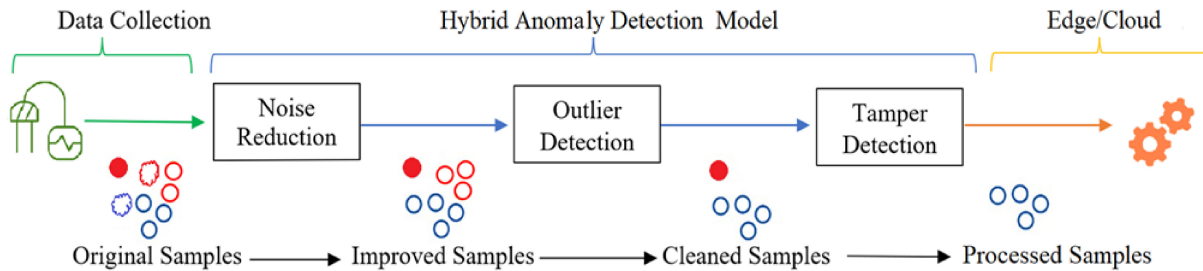 Data Collection
Hybrid Anomaly Detection Model
Edge/Cloud
Noise
Reduction
Outlier
Detection
Tamper
Detection
Original Samples
Improved Samples
Cleaned Samples
Processed Samples